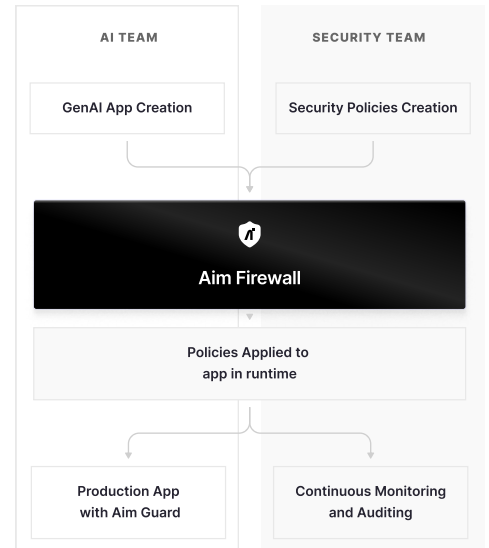 AI TEAM
SECURITY TEAM
GenAI App Creation
Security Policies Creation
Aim Firewall
Policies Applied to
app in runtime
Production App
with Aim Guard
Continuous Monitoring
and Auditing